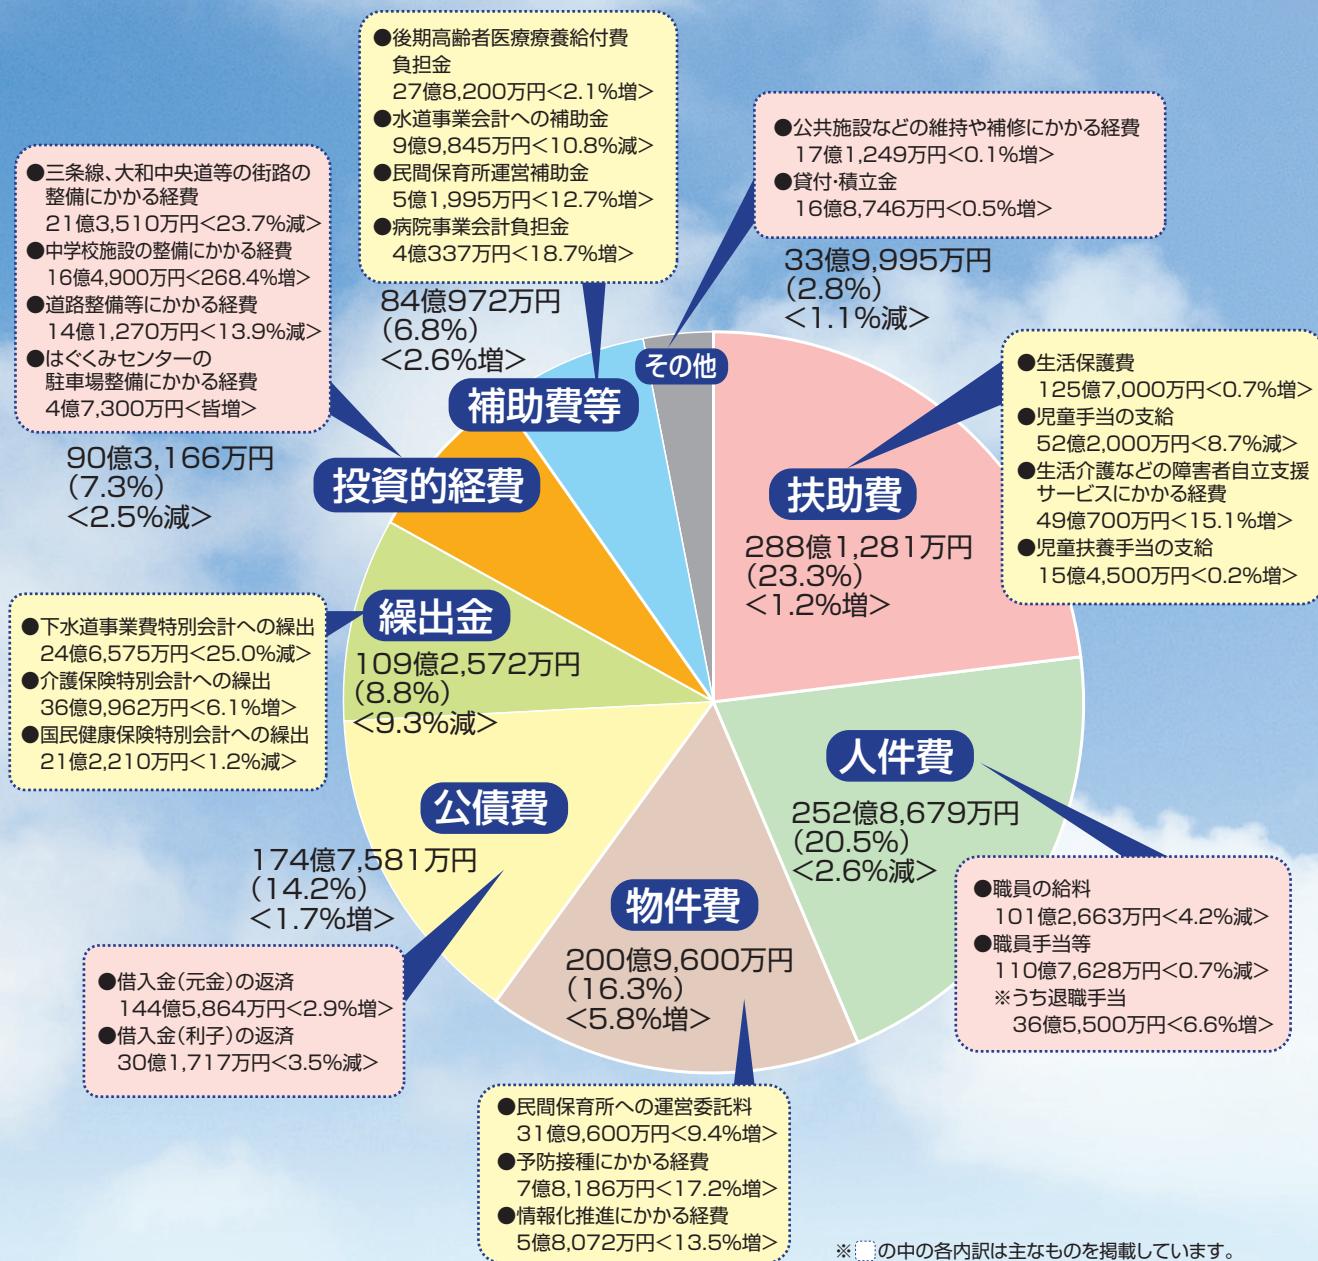 ●後期高齢者医療療養給付費
負担金
27億8,200万円<2.1%増>
●水道事業会計への補助金
9億9,845万円<10.8%減>
●民間保育所運営補助金
5億1,995万円<12.7%増>
●病院事業会計負担金
4億337万円<18.7%増>
84億972万円
(6.8%)
<2.6%増>
補助費等
●公共施設などの維持や補修にかかる経費
17億1,249万円<0.1%増>
●貸付・積立金
16億8,746万円<0.5%増>
33億9,995万円
(2.8%)
<1.1%減>
その他
●三条線、大和中央道等の街路の
整備にかかる経費
21億3,510万円<23.7%減>
●中学校施設の整備にかかる経費
16億4,900万円<268.4%増>
●道路整備等にかかる経費
14億1,270万円<13.9%減>
●はぐくみセンターの
駐車場整備にかかる経費
4億7,300万円<皆増>
90億3,166万円
(7.3%)
<2.5%減>
投資的経費
●生活保護費
125億7,000万円<0.7%増>
●児童手当の支給
52億2,000万円<8.7%減>
●生活介護などの障害者自立支援
サービスにかかる経費
49億700万円<15.1%増>
●児童扶養手当の支給
15億4,500万円<0.2%増>
扶助費
288億1,281万円
(23.3%)
<1.2%増>
●下水道事業費特別会計への繰出
24億6,575万円<25.0%減>
●介護保険特別会計への繰出
36億9,962万円<6.1%増>
●国民健康保険特別会計への繰出
21億2,210万円<1.2%減>
繰出金
109億2,572万円
(8.8%)
<9.3%減>
人件費
252億8,679万円
(20.5%)
<2.6%減>
●職員の給料
101億2,663万円<4.2%減>
●職員手当等
110億7,628万円<0.7%減>
※うち退職手当
36億5,500万円<6.6%増>
公債費
174億7,581万円
(14.2%)
<1.7%増>
●借入金(元金)の返済
144億5,864万円<2.9%増>
●借入金(利子)の返済
30億1,717万円<3.5%減>
物件費
200億9,600万円
(16.3%)
<5.8%増>
●民間保育所への運営委託料
31億9,600万円<9.4%増>
●予防接種にかかる経費
7億8,186万円<17.2%増>
●情報化推進にかかる経費
5億8,072万円<13.5%増>
※の中の各内訳は主なものを掲載しています。